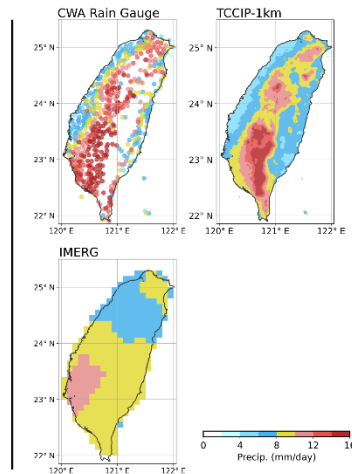 CWA Rain Gauge
TCCIP-1km
25° N
24° N
23° N
22° N
120° E 121° E 122° E
25° N
24° N
23° N
22° N
120° E 121° E 122° E
IMERG
25° N
24° N
23° N
22° N
120° E 121° E 122° E
0 4 8 12 16
Precip. (mm/day)